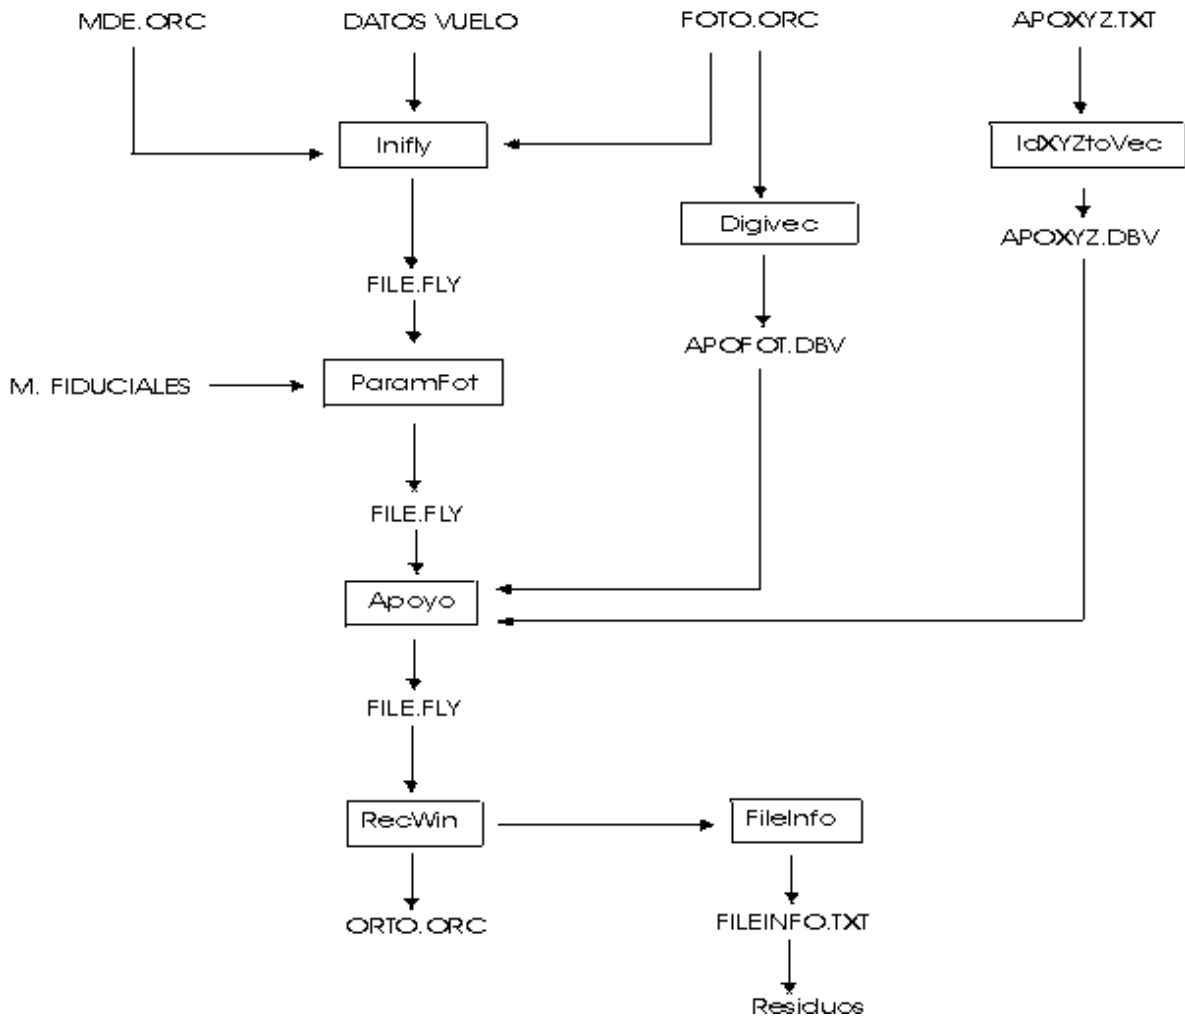 MDE.ORC
DATOS VUELO
FOTO.ORC
APOXYZ.TXT
Inifly
IdXYZtoVec
Digivec
APOXYZ.DBV
FILE.FLY
APOFOT.DBV
M. FIDUCIALES
ParamFot
FILE.FLY
Apoyo
FILE.FLY
RecWin
FileInfo
ORTO.ORC
FILEINFO.TXT
Residuos